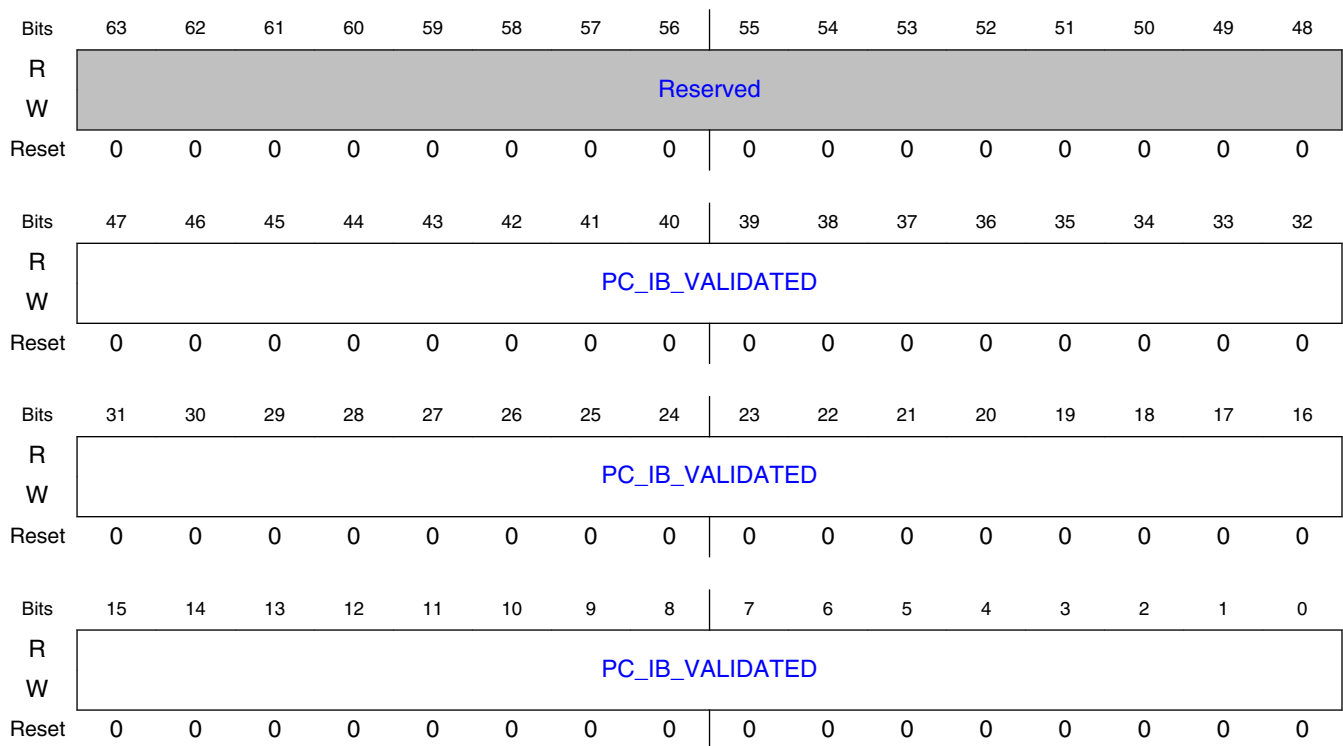 Bits 63 62 61 60 59 58 57 56 55 54 53 52 51 50 49 48
R
Reserved
W
Reset 0 0 0 0 0 0 0 0 0 0 0 0 0 0 0 0
Bits 47 46 45 44 43 42 41 40 39 38 37 36 35 34 33 32
R
PC_IB_VALIDATED
W
Reset 0 0 0 0 0 0 0 0 0 0 0 0 0 0 0 0
Bits 31 30 29 28 27 26 25 24 23 22 21 20 19 18 17 16
R
PC_IB_VALIDATED
W
Reset 0 0 0 0 0 0 0 0 0 0 0 0 0 0 0 0
Bits 15 14 13 12 11 10 9 8 7 6 5 4 3 2 1 0
R
PC_IB_VALIDATED
W
Reset 0 0 0 0 0 0 0 0 0 0 0 0 0 0 0 0